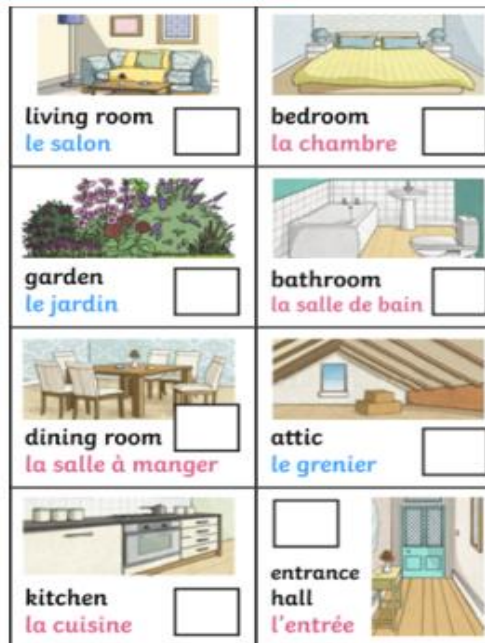 living room
le salon
bedroom
la chambre
garden
le jardin
bathroom
la salle de bain
dining room
la salle à manger
attic
le grenier
kitchen
la cuisine
entrance
hall
l'entrée